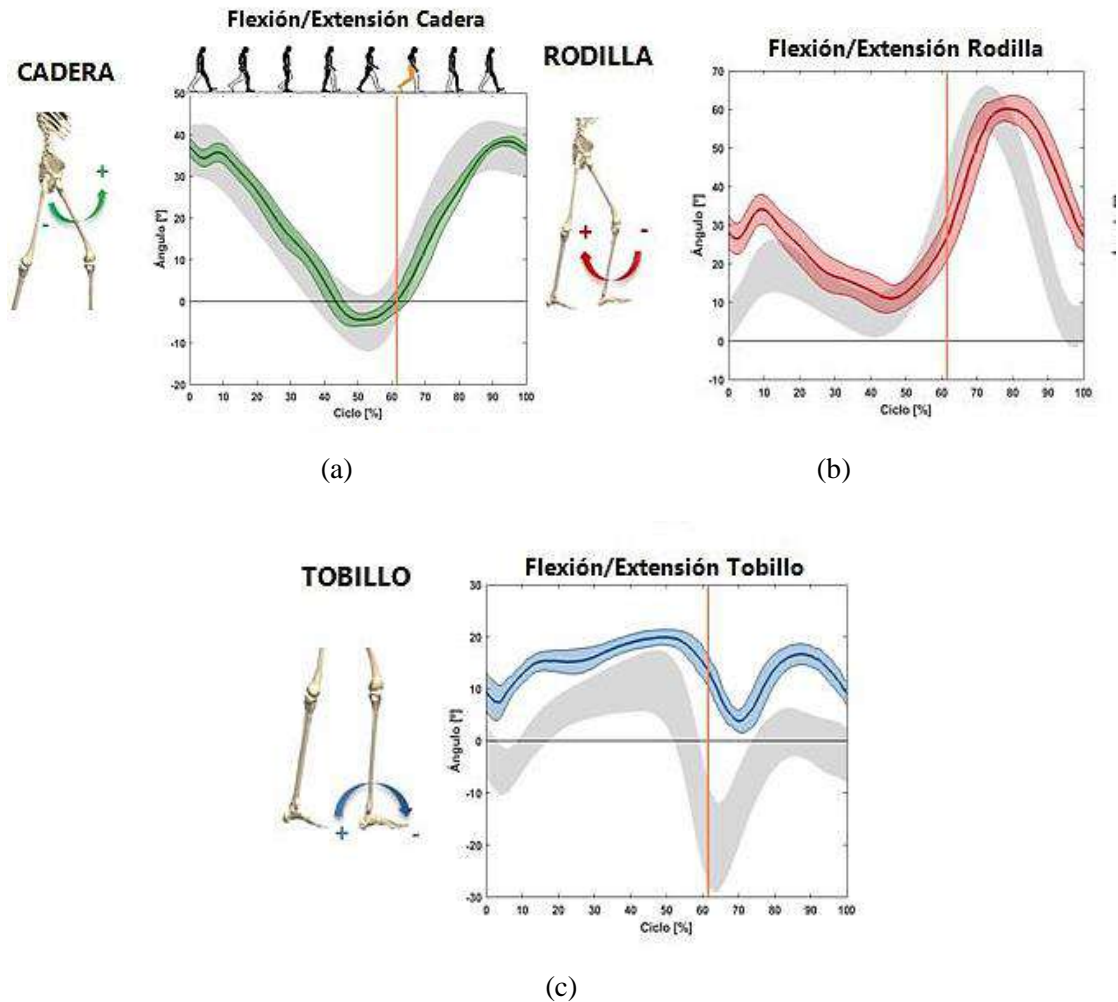 Flexión/Extensión Cadera
CADERA
+
-
Ángulo [º]
50
40
30
20
10
0
-10
-20
0 10 20 30 40 50 60 70 80 90 100
Ciclo [%]
(a)
Flexión/Extensión Rodilla
RODILLA
+ -
Ángulo [º]
70
60
50
40
30
20
10
0
-10
0 10 20 30 40 50 60 70 80 90 100
Ciclo [%]
(b)
Flexión/Extensión Tobillo
TOBILLO
+ -
Ángulo [º]
30
20
10
0
-10
-20
-30
0 10 20 30 40 50 60 70 80 90 100
Ciclo [%]
(c)